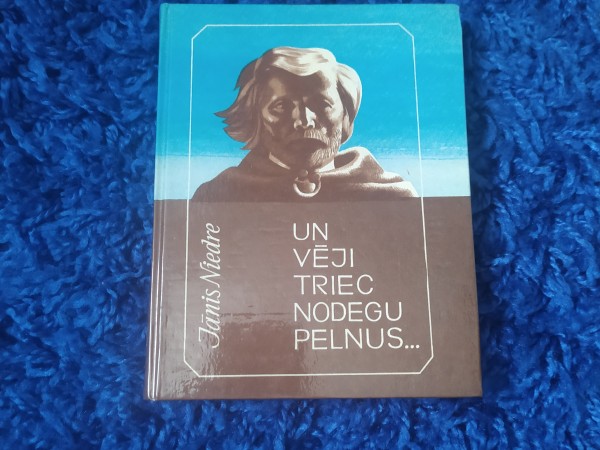 Jānis Niedre
UN
VĒJI
TRIEC
NODEGU
PELNUS...